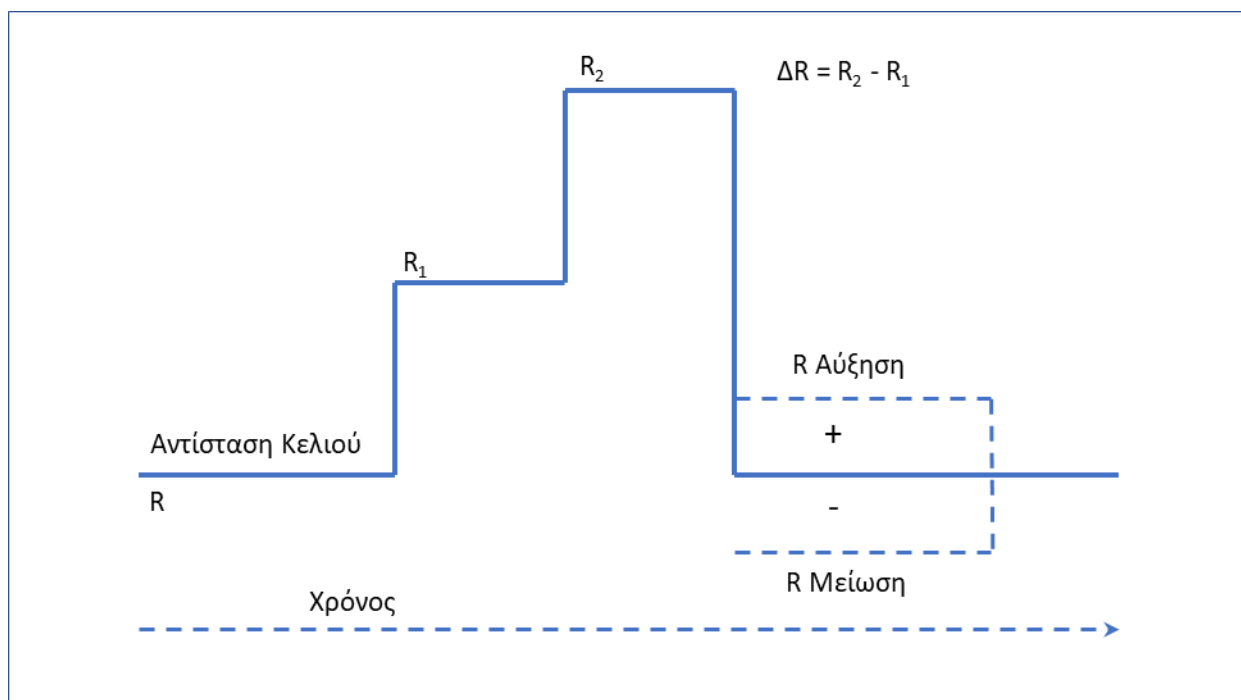 R₂
ΔR = R₂ - R₁
R₁
R Αύξηση
+
Αντίσταση Κελιού
R
-
R Μείωση
Χρόνος